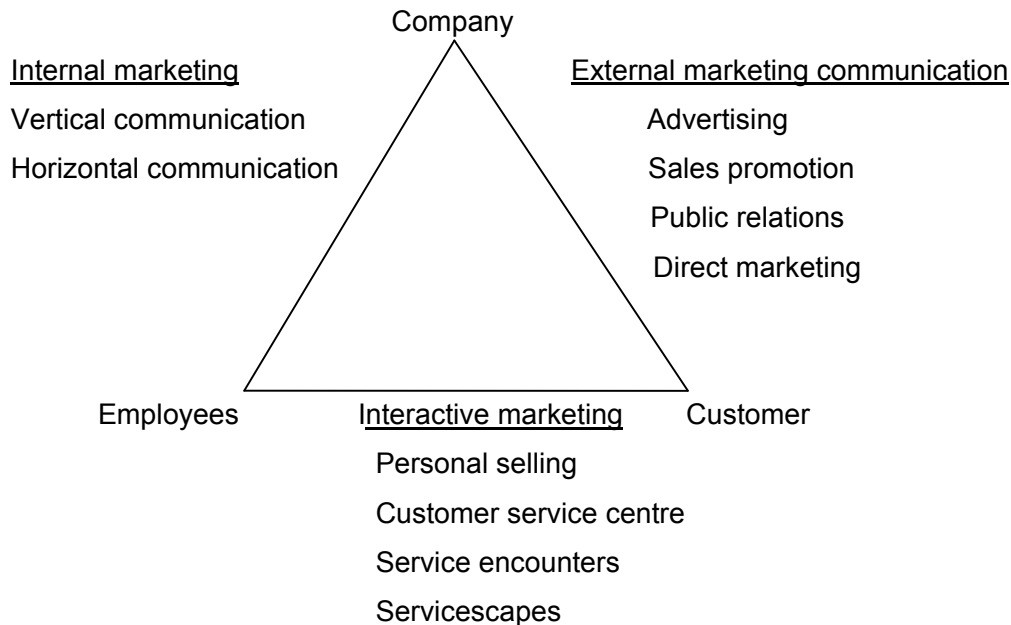 Company
Internal marketing
Vertical communication
Horizontal communication
External marketing communication
Advertising
Sales promotion
Public relations
Direct marketing
Employees
Interactive marketing
Customer
Personal selling
Customer service centre
Service encounters
Servicescapes